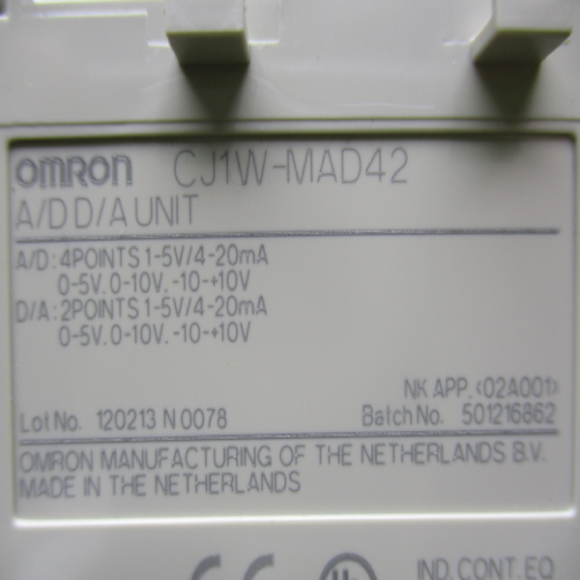 OMRON CJ1W-MAD42
A/D D/A UNIT
A/D:4POINTS 1-5V/4-20mA
0-5V.0-10V.-10-+10V
D/A:2POINTS 1-5V/4-20mA
0-5V.0-10V.-10-+10V
NK APP.<02A001>
Lot No. 120213 N 0078 Batch No. 501216862
OMRON MANUFACTURING OF THE NETHERLANDS B.V.
MADE IN THE NETHERLANDS
CE UL IND. CONT. EQ